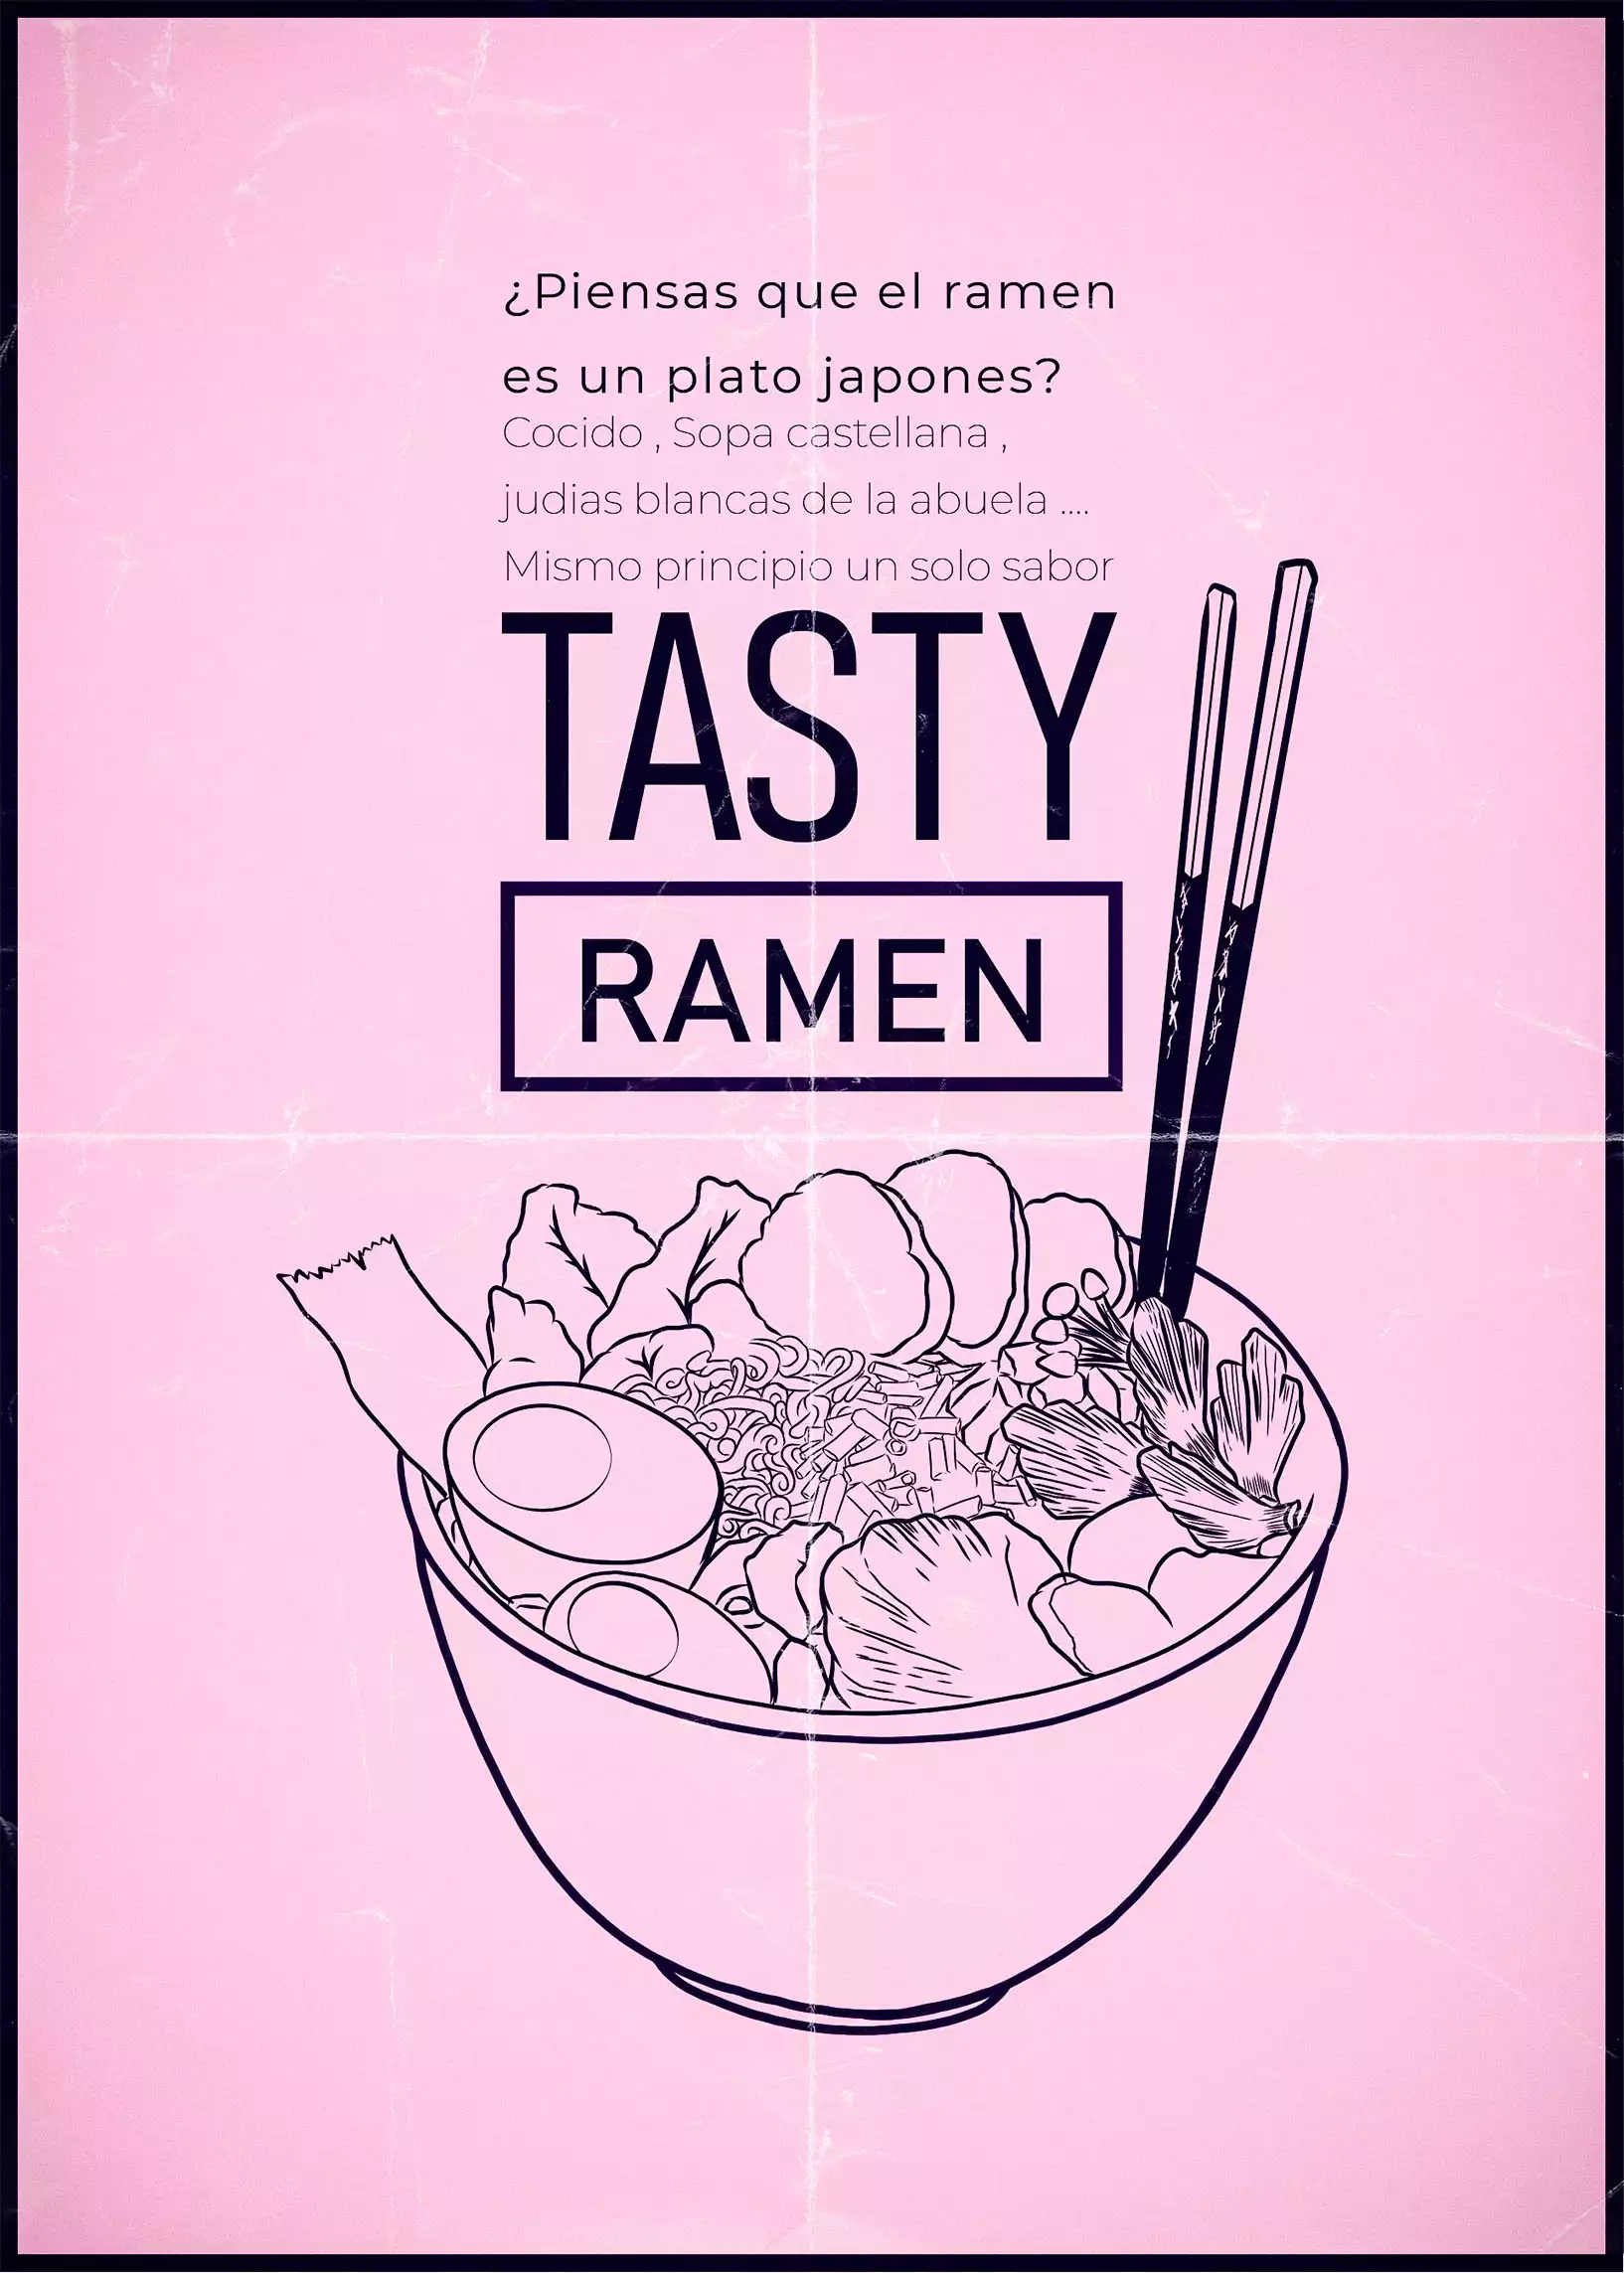 ¿Piensas que el ramen
es un plato japones?
Cocido , Sopa castellana ,
judias blancas de la abuela ....
Mismo principio un solo sabor
TASTY
RAMEN